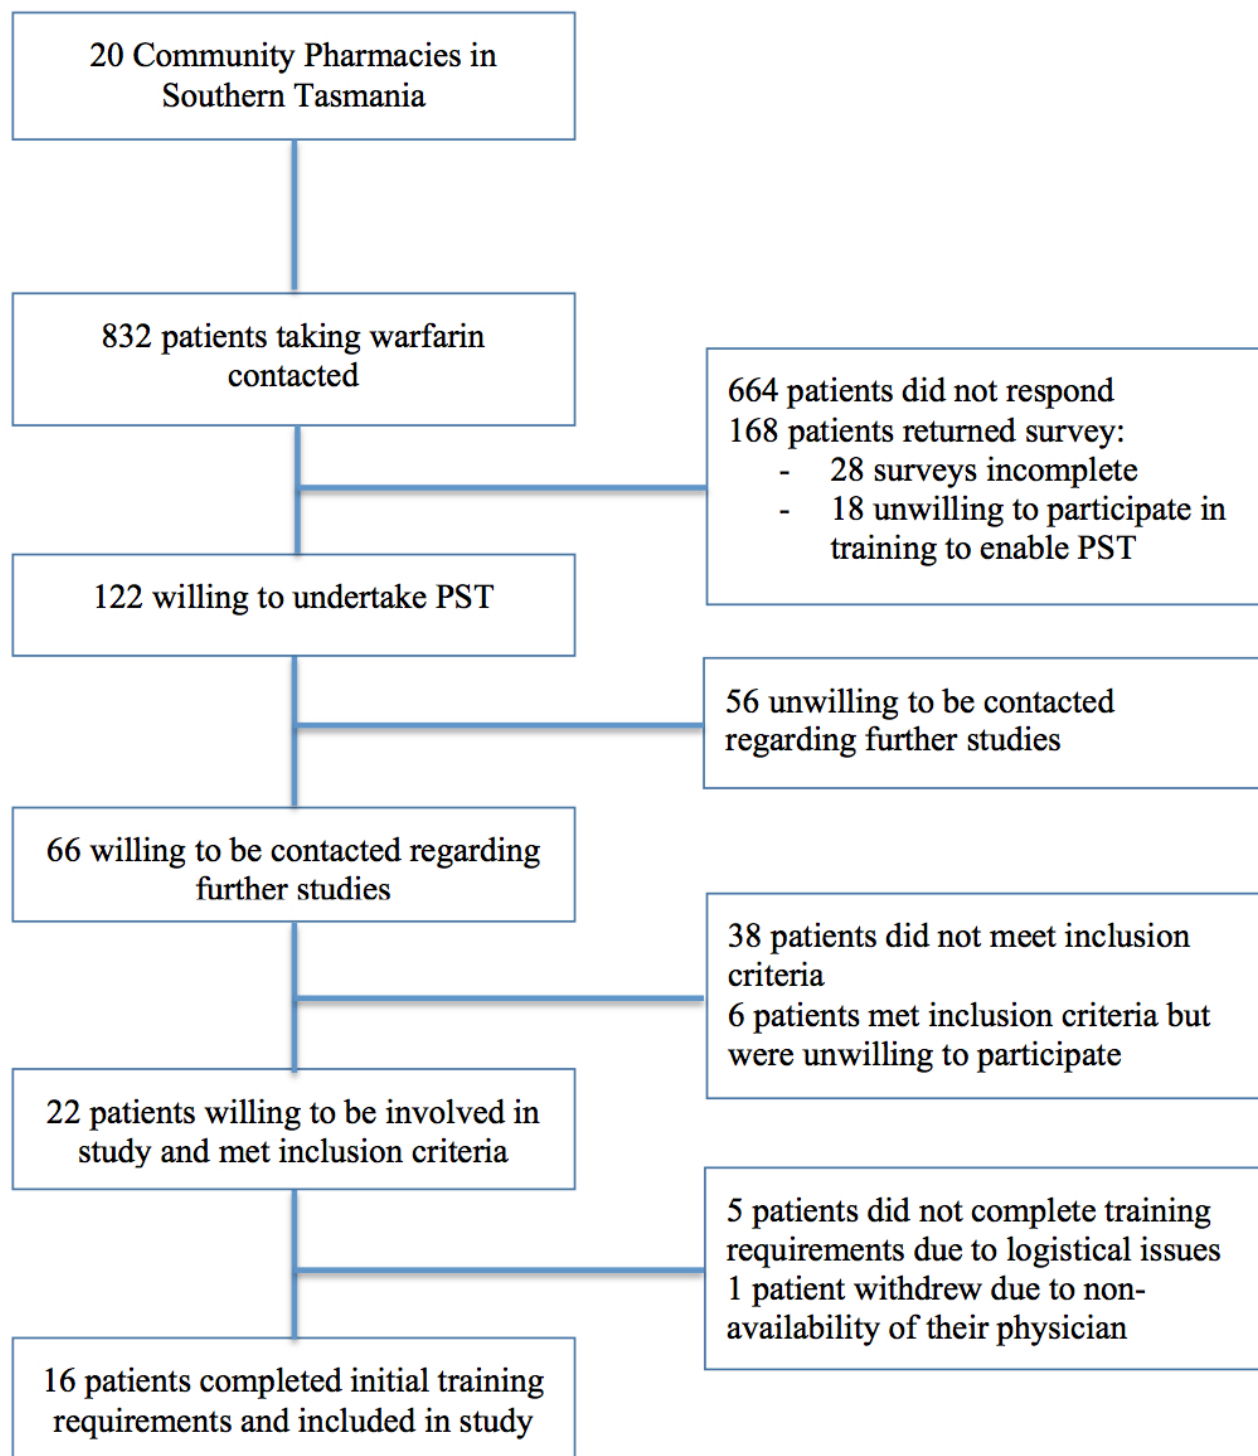 20 Community Pharmacies in
Southern Tasmania
832 patients taking warfarin
contacted
664 patients did not respond
168 patients returned survey:
- 28 surveys incomplete
- 18 unwilling to participate in
training to enable PST
122 willing to undertake PST
56 unwilling to be contacted
regarding further studies
66 willing to be contacted regarding
further studies
38 patients did not meet inclusion
criteria
6 patients met inclusion criteria but
were unwilling to participate
22 patients willing to be involved in
study and met inclusion criteria
5 patients did not complete training
requirements due to logistical issues
1 patient withdrew due to non-
availability of their physician
16 patients completed initial training
requirements and included in study